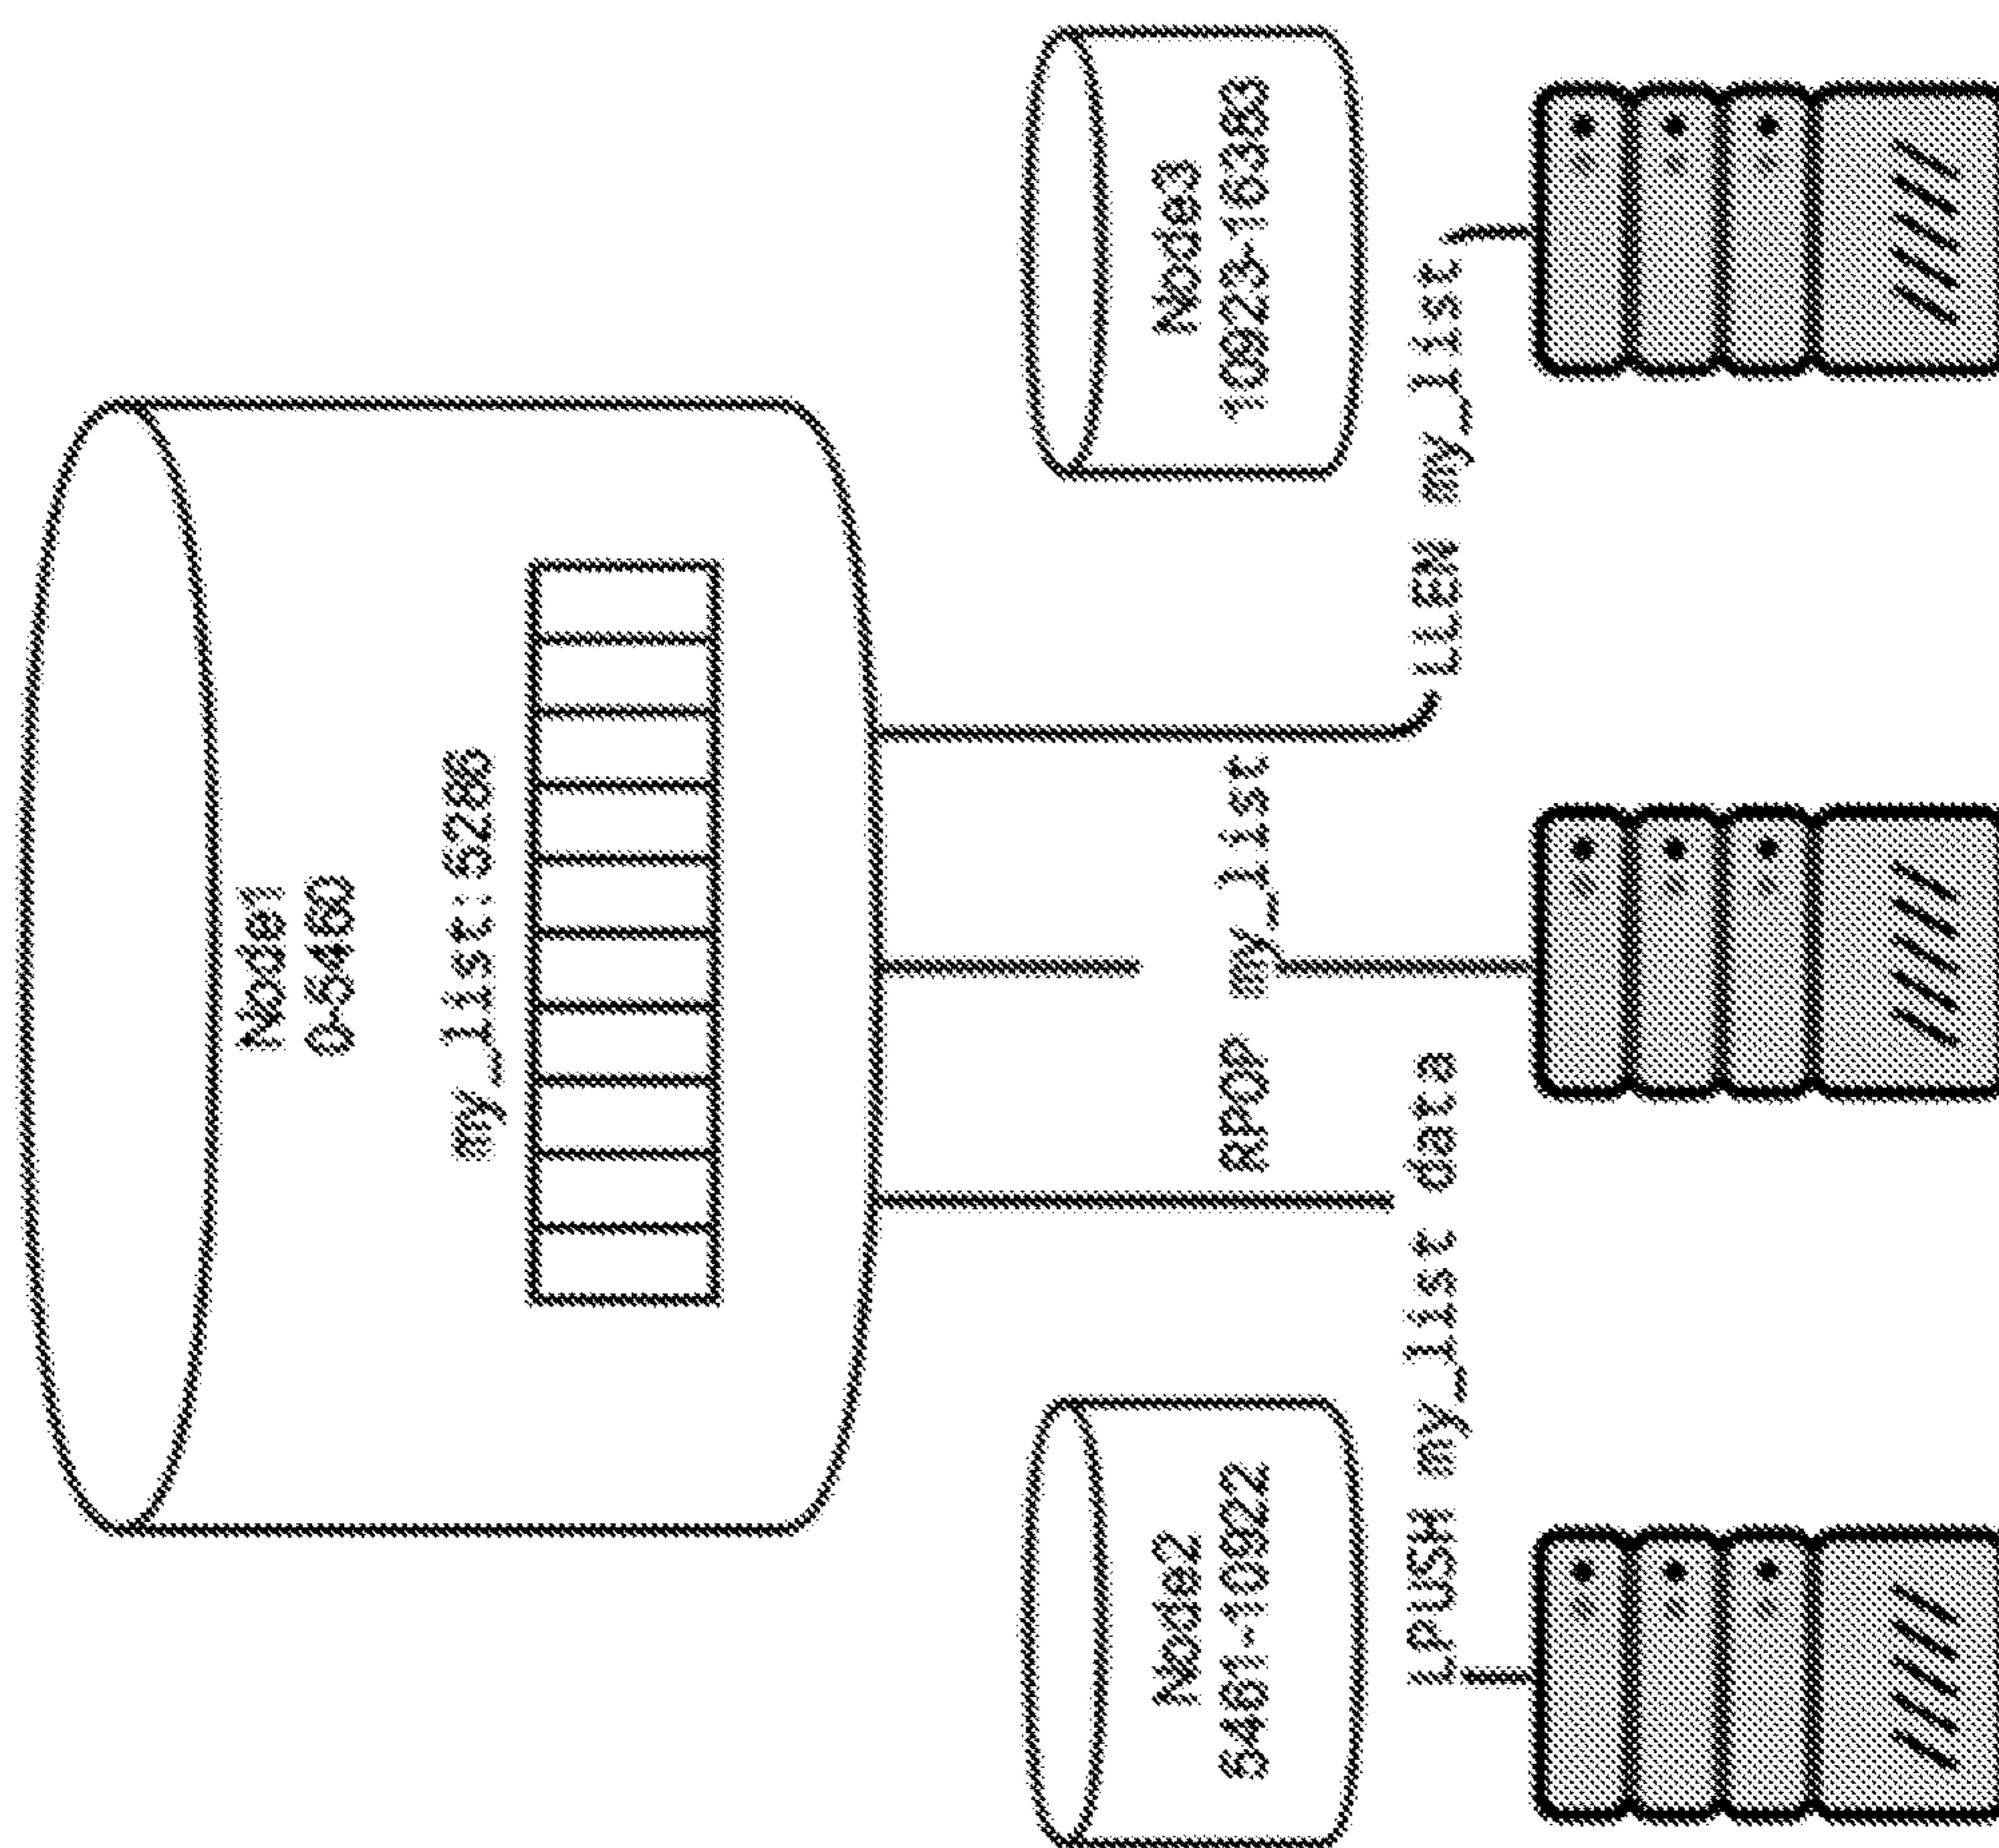 Node1
0-5460
my_list:5286
Node2
5461-10922
Node3
10923-16383
RPOP my_list
LPUSH my_list data
LLEN my_list